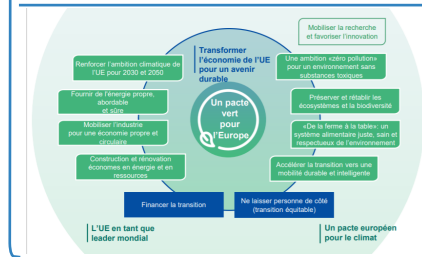 Mobiliser la recherche
et favoriser l'innovation
Transformer
l'économie de l'UE
pour un avenir
durable
Renforcer l'ambition climatique de
l'UE pour 2030 et 2050
Une ambition «zéro pollution»
pour un environnement sans
substances toxiques
Fournir de l'énergie propre,
abordable
et sûre
Préserver et rétablir les
écosystèmes et la biodiversité
Un pacte
vert
pour
l'Europe
Mobiliser l'industrie
pour une économie propre et
circulaire
«De la ferme à la table»: un
système alimentaire juste, sain et
respectueux de l'environnement
Construction et rénovation
économes en énergie et en
ressources
Accélérer la transition vers une
mobilité durable et intelligente
Financer la transition
Ne laisser personne de côté
(transition équitable)
L'UE en tant que
leader mondial
Un pacte européen
pour le climat